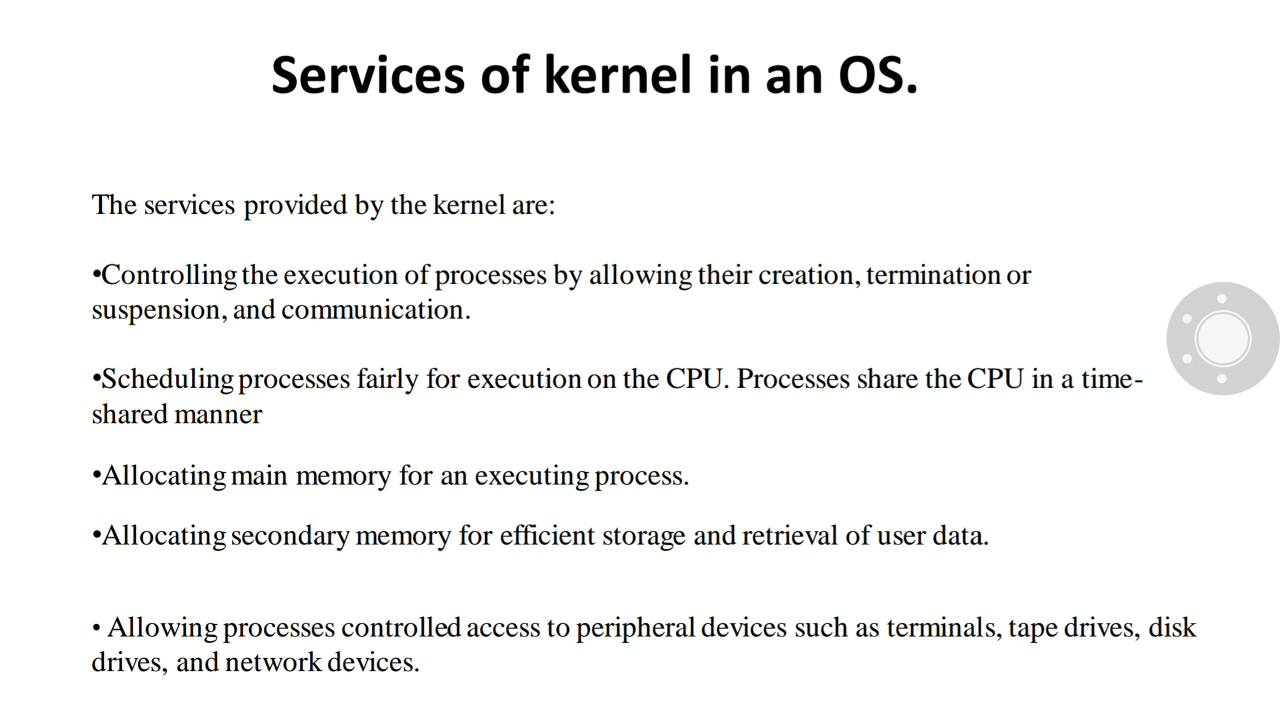 Services of kernel in an OS.
The services provided by the kernel are:
•Controlling the execution of processes by allowing their creation, termination or
suspension, and communication.
•Scheduling processes fairly for execution on the CPU. Processes share the CPU in a time-
shared manner
•Allocating main memory for an executing process.
•Allocating secondary memory for efficient storage and retrieval of user data.
• Allowing processes controlled access to peripheral devices such as terminals, tape drives, disk
drives, and network devices.